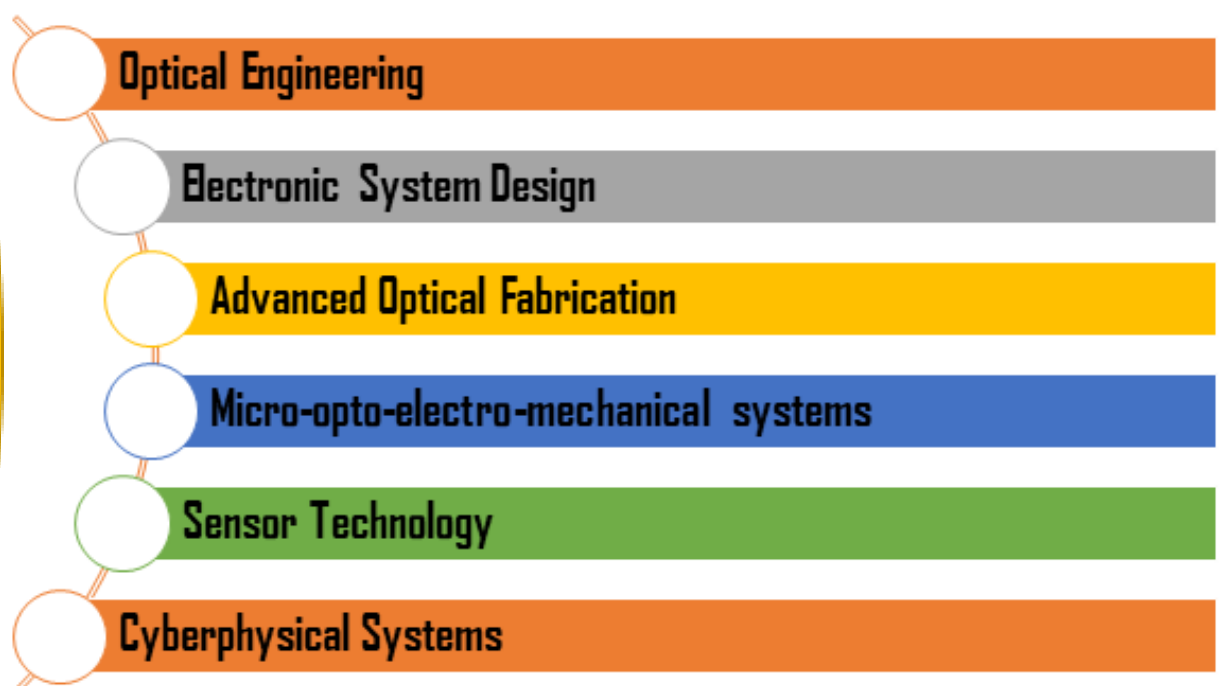 Optical Engineering
Electronic System Design
Advanced Optical Fabrication
Micro-opto-electro-mechanical systems
Sensor Technology
Cyberphysical Systems